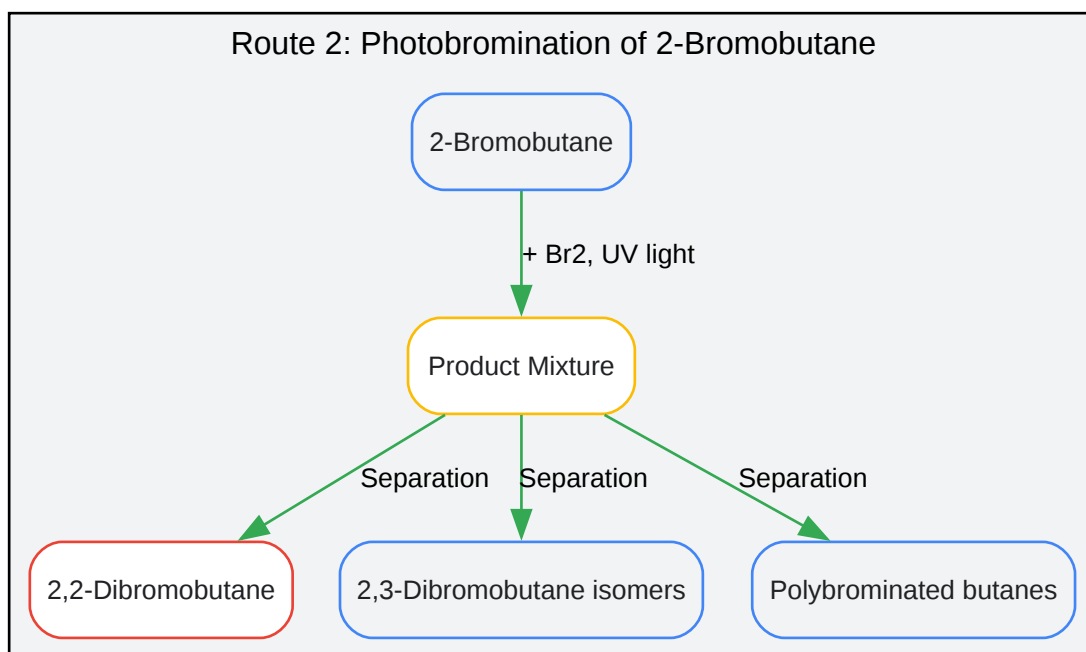 Route 2: Photobromination of 2-Bromobutane
2-Bromobutane
+ Br2, UV light
Product Mixture
Separation
Separation
Separation
2,2-Dibromobutane
2,3-Dibromobutane isomers
Polybrominated butanes